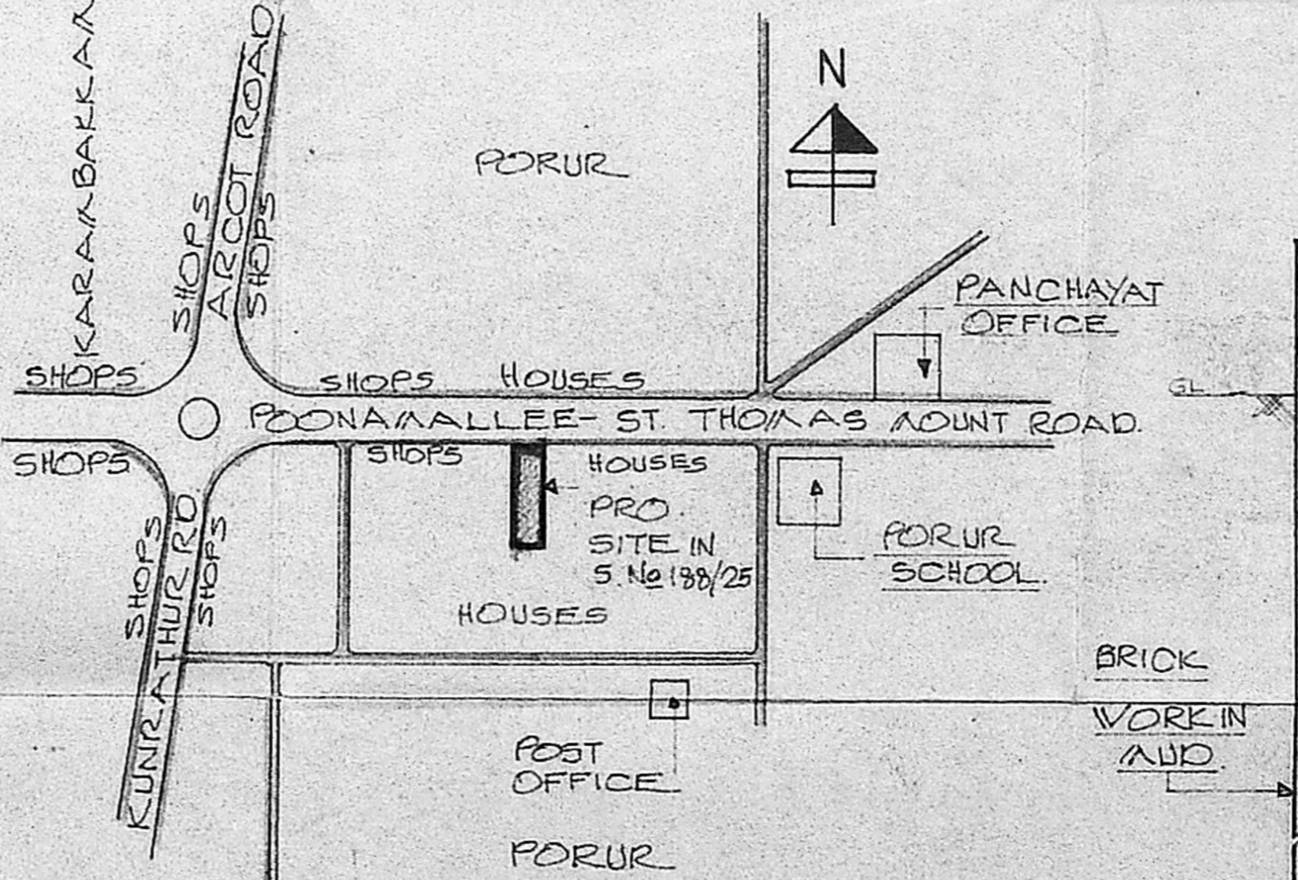 KARAMBAKKAM
SHOPS
ARCOT ROAD
SHOPS
PORUR
N
PANCHAYAT
OFFICE
SHOPS
SHOPS
HOUSES
GL
POONAMALLEE- ST. THOMAS MOUNT ROAD.
SHOPS
SHOPS
HOUSES
PRO.
SITE IN
S. No 188/25
PORUR
SCHOOL.
SHOPS
KUNRATHUR RD
SHOPS
HOUSES
BRICK
WORK IN
MUD.
POST
OFFICE
PORUR